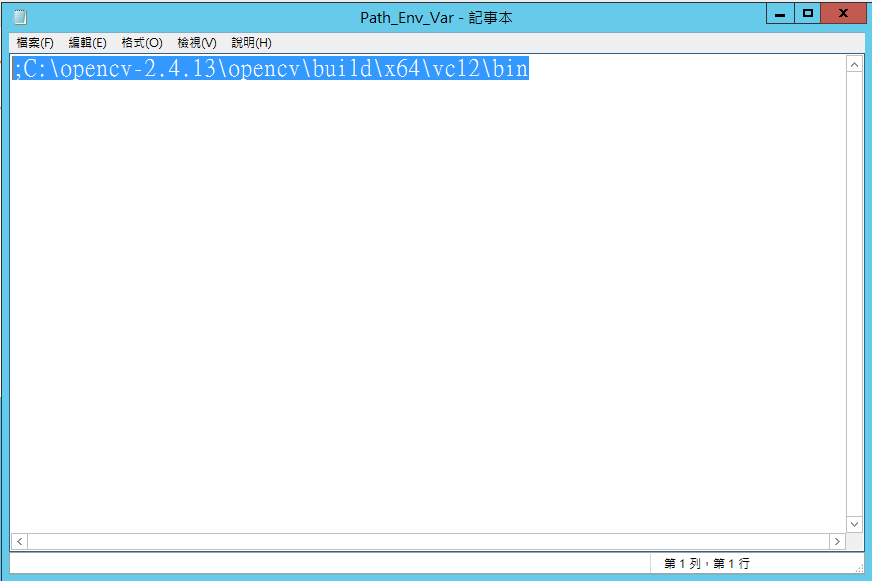 Path_Env_Var - 記事本
檔案(F) 編輯(E) 格式(O) 檢視(V) 說明(H)
;C:\opencv-2.4.13\opencv\build\x64\vc12\bin
第 1 列，第 1 行